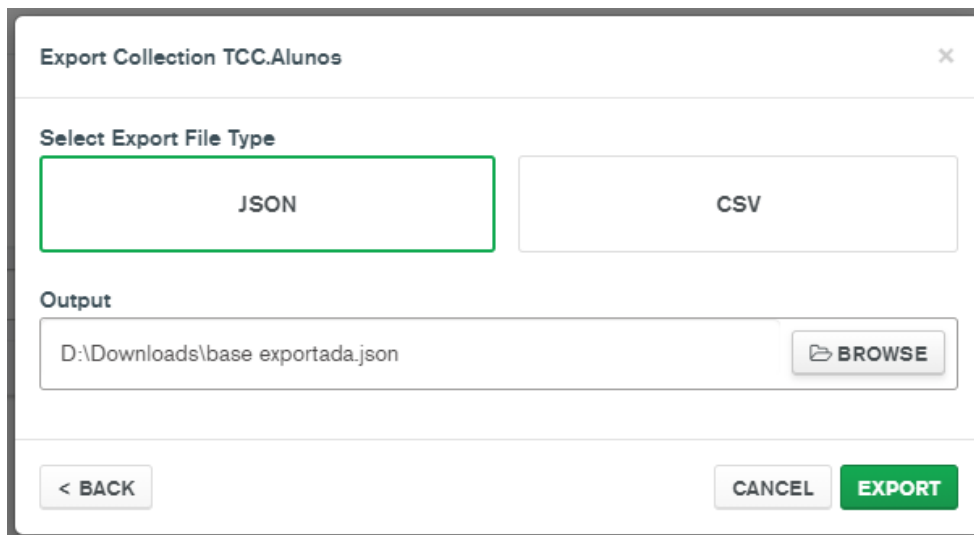 Export Collection TCC.Alunos ×
Select Export File Type
JSON CSV
Output
D:\Downloads\base exportada.json BROWSE
< BACK CANCEL EXPORT